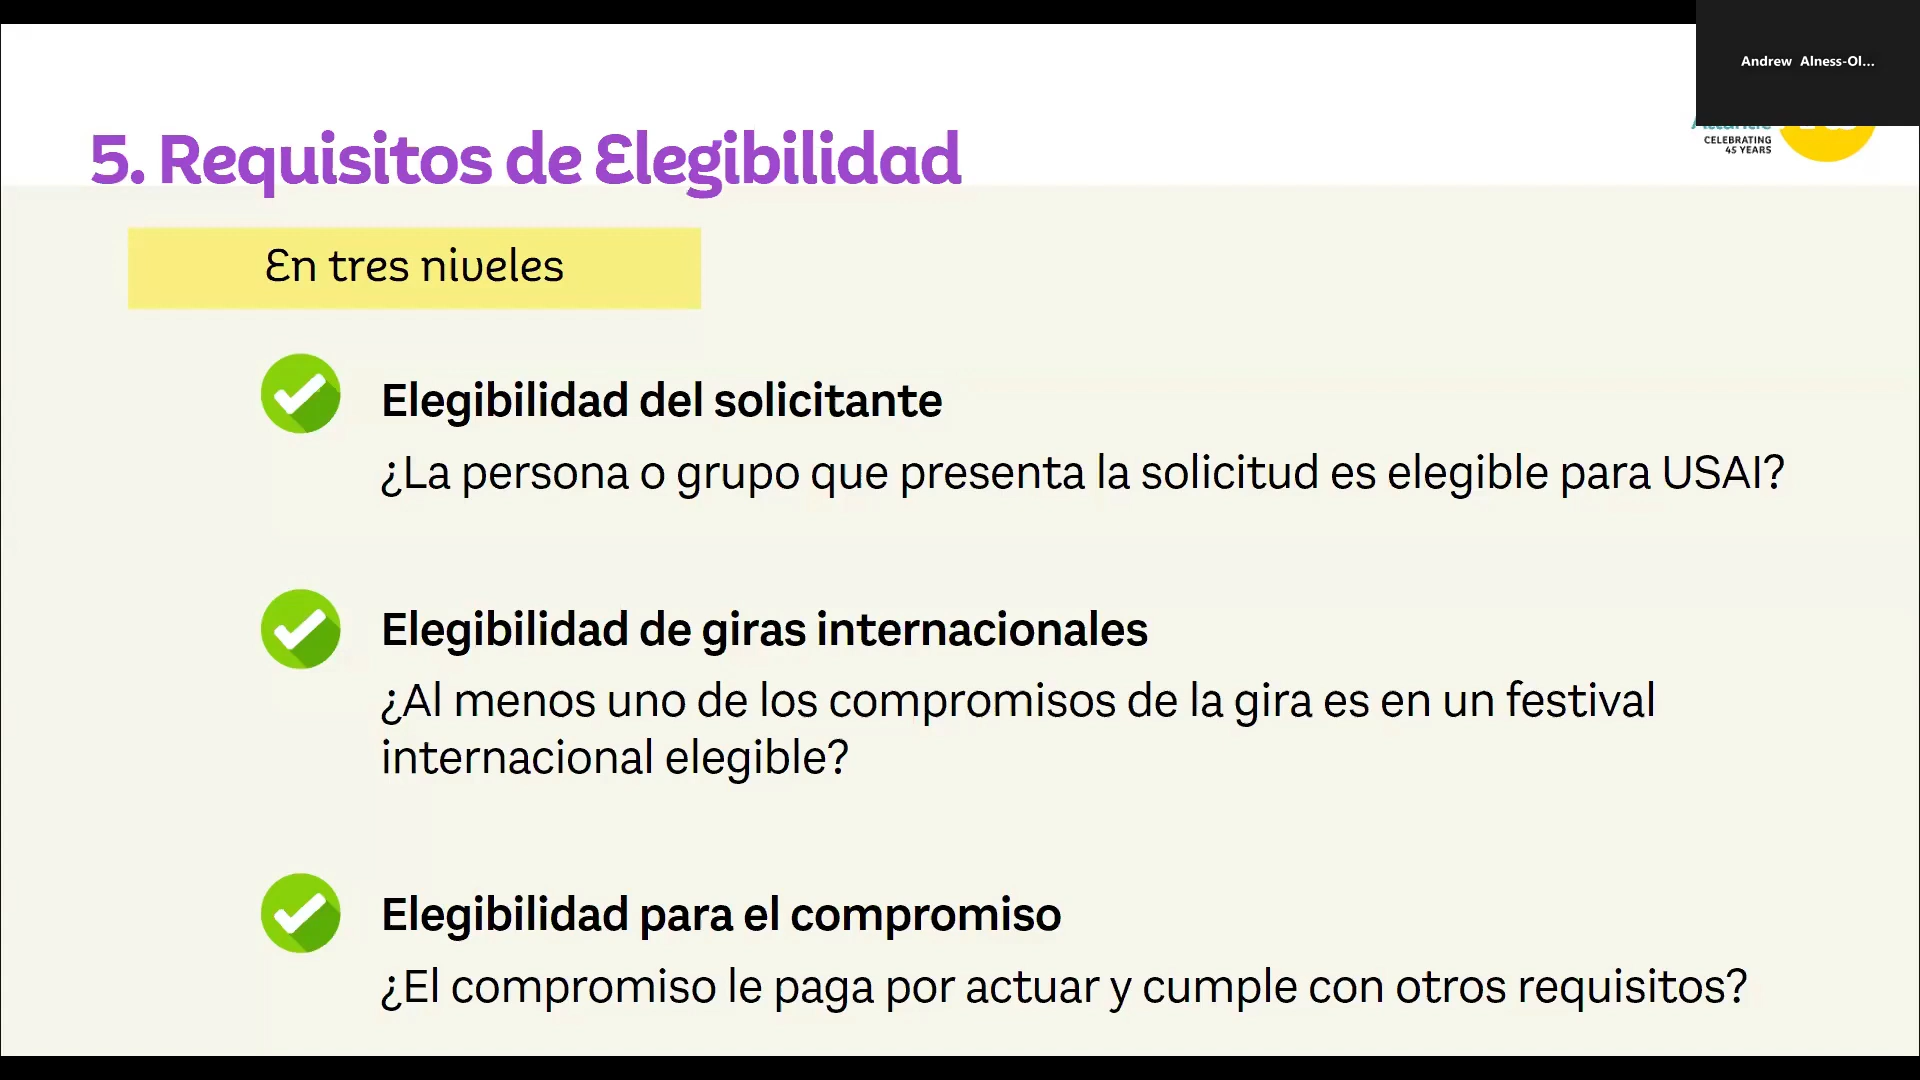 Andrew Alness-Ol...
CELEBRATING
45 YEARS
5. Requisitos de Elegibilidad
En tres niveles
Elegibilidad del solicitante
¿La persona o grupo que presenta la solicitud es elegible para USAI?
Elegibilidad de giras internacionales
¿Al menos uno de los compromisos de la gira es en un festival
internacional elegible?
Elegibilidad para el compromiso
¿El compromiso le paga por actuar y cumple con otros requisitos?